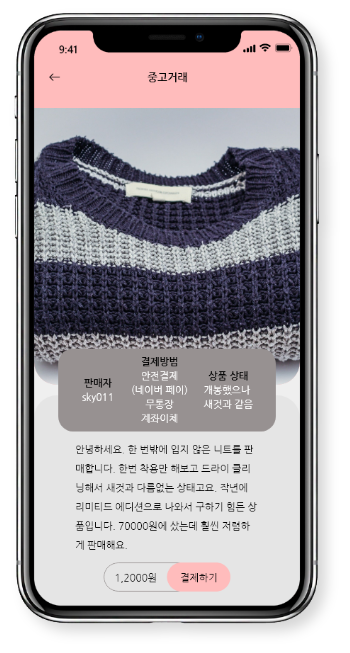 9:41
중고거래
판매자
sky011
결제방법
안전결제
(네이버 페이)
무통장
계좌이체
상품 상태
개봉했으나
새것과 같음
안녕하세요. 한 번밖에 입지 않은 니트를 판
매합니다. 한번 착용만 해보고 드라이 클리
닝해서 새것과 다름없는 상태고요. 작년에
리미티드 에디션으로 나와서 구하기 힘든 상
품입니다. 70000원에 샀는데 훨씬 저렴하
게 판매해요.
1,2000원
결제하기